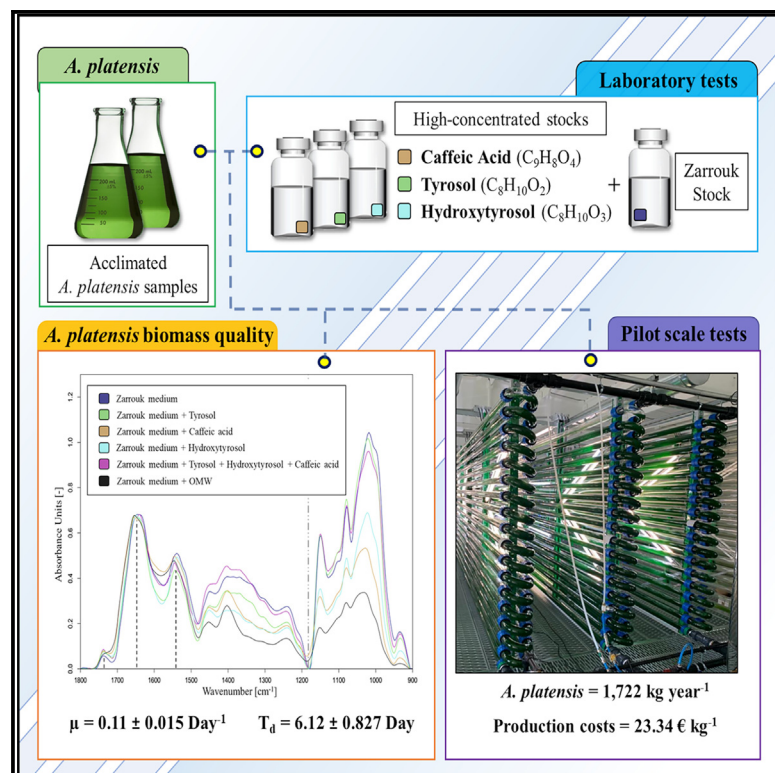 A. platensis
Acclimated
A. platensis samples
Laboratory tests
High-concentrated stocks
Caffeic Acid (C₉H₈O₄)
Tyrosol (C₈H₁₀O₂)
Hydroxytyrosol (C₈H₁₀O₃)
+
Zarrouk
Stock
A. platensis biomass quality
Zarrouk medium
Zarrouk medium + Tyrosol
Zarrouk medium + Caffeic acid
Zarrouk medium + Hydroxytyrosol
Zarrouk medium + Tyrosol + Hydroxytyrosol + Caffeic acid
Zarrouk medium + OMW
Absorbance Units [-]
1.2
1.0
0.8
0.6
0.4
0.2
0.0
1800 1700 1600 1500 1400 1300 1200 1100 1000 900
Wavenumber [cm⁻¹]
μ = 0.11 ± 0.015 Day⁻¹ T_d = 6.12 ± 0.827 Day
Pilot scale tests
A. platensis = 1,722 kg year⁻¹
Production costs = 23.34 € kg⁻¹